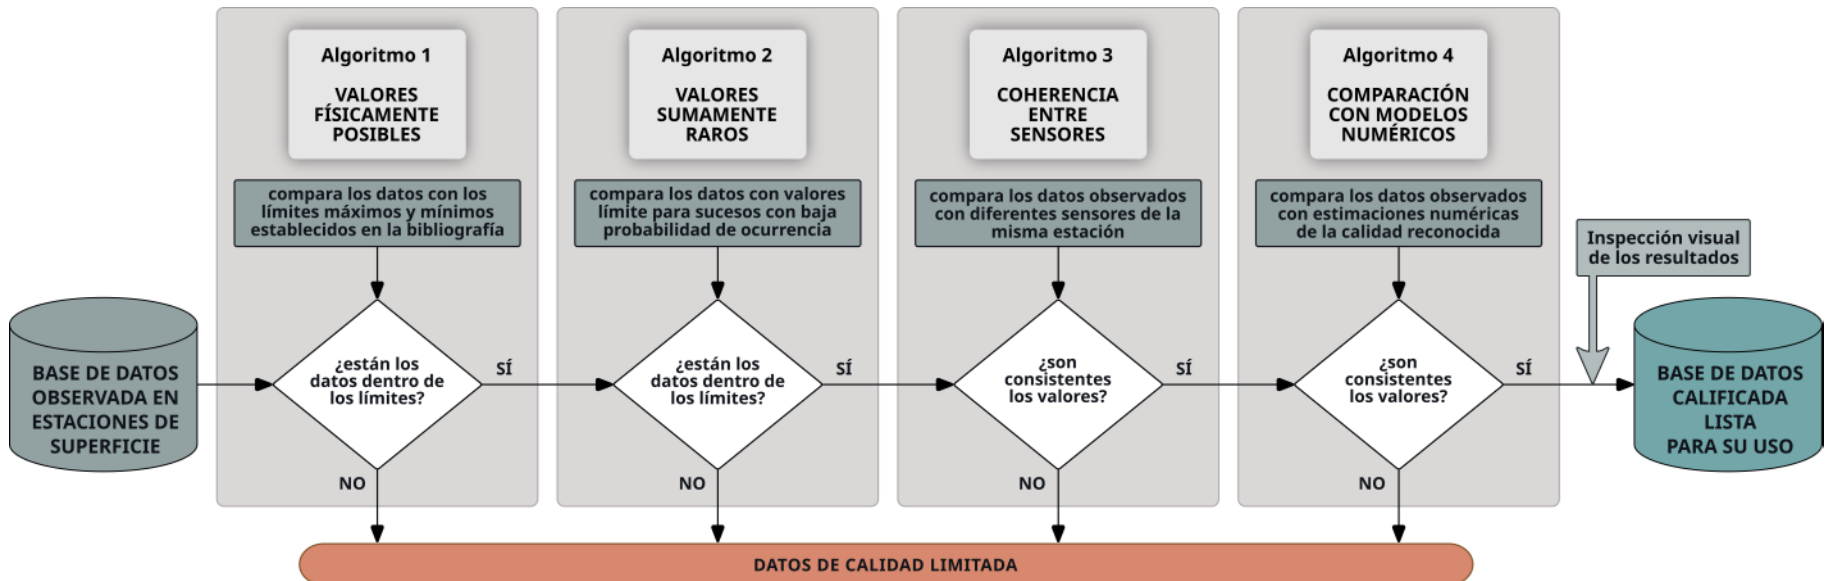 Algoritmo 1
VALORES
FÍSICAMENTE
POSIBLES
compara los datos con los
límites máximos y mínimos
establecidos en la bibliografía
¿están los
datos dentro de
los límites?
SÍ
NO
Algoritmo 2
VALORES
SUMAMENTE
RAROS
compara los datos con valores
límite para sucesos con baja
probabilidad de ocurrencia
¿están los
datos dentro de
los límites?
SÍ
NO
Algoritmo 3
COHERENCIA
ENTRE
SENSORES
compara los datos observados
con diferentes sensores de la
misma estación
¿son
consistentes
los valores?
SÍ
NO
Algoritmo 4
COMPARACIÓN
CON MODELOS
NUMÉRICOS
compara los datos observados
con estimaciones numéricas
de la calidad reconocida
¿son
consistentes
los valores?
SÍ
NO
Inspección visual
de los resultados
BASE DE DATOS
OBSERVADA EN
ESTACIONES DE
SUPERFICIE
BASE DE DATOS
CALIFICADA
LISTA
PARA SU USO
DATOS DE CALIDAD LIMITADA